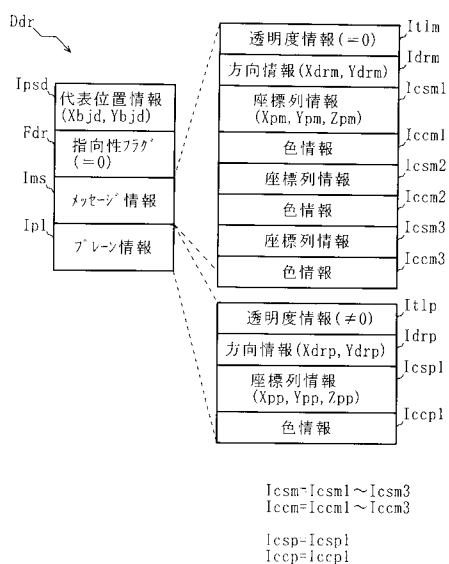 Ddr
Ipsd
代表位置情報
(Xbjd,Ybjd)
Fdr
指向性フラグ
(=0)
Ims
メッセージ情報
Ipl
プレーン情報
透明度情報(=0)
Itlm
方向情報(Xdrm,Ydrm)
Idrm
座標列情報
(Xpm,Ypm,Zpm)
Icsm1
色情報
Iccm1
座標列情報
Icsm2
色情報
Iccm2
座標列情報
Icsm3
色情報
Iccm3
透明度情報(≠0)
Itlp
方向情報(Xdrp,Ydrp)
Idrp
座標列情報
(Xpp,Ypp,Zpp)
Icsp1
色情報
Iccp1
Icsm=Icsm1~Icsm3
Iccm=Iccm1~Iccm3
Icsp=Icsp1
Iccp=Iccp1